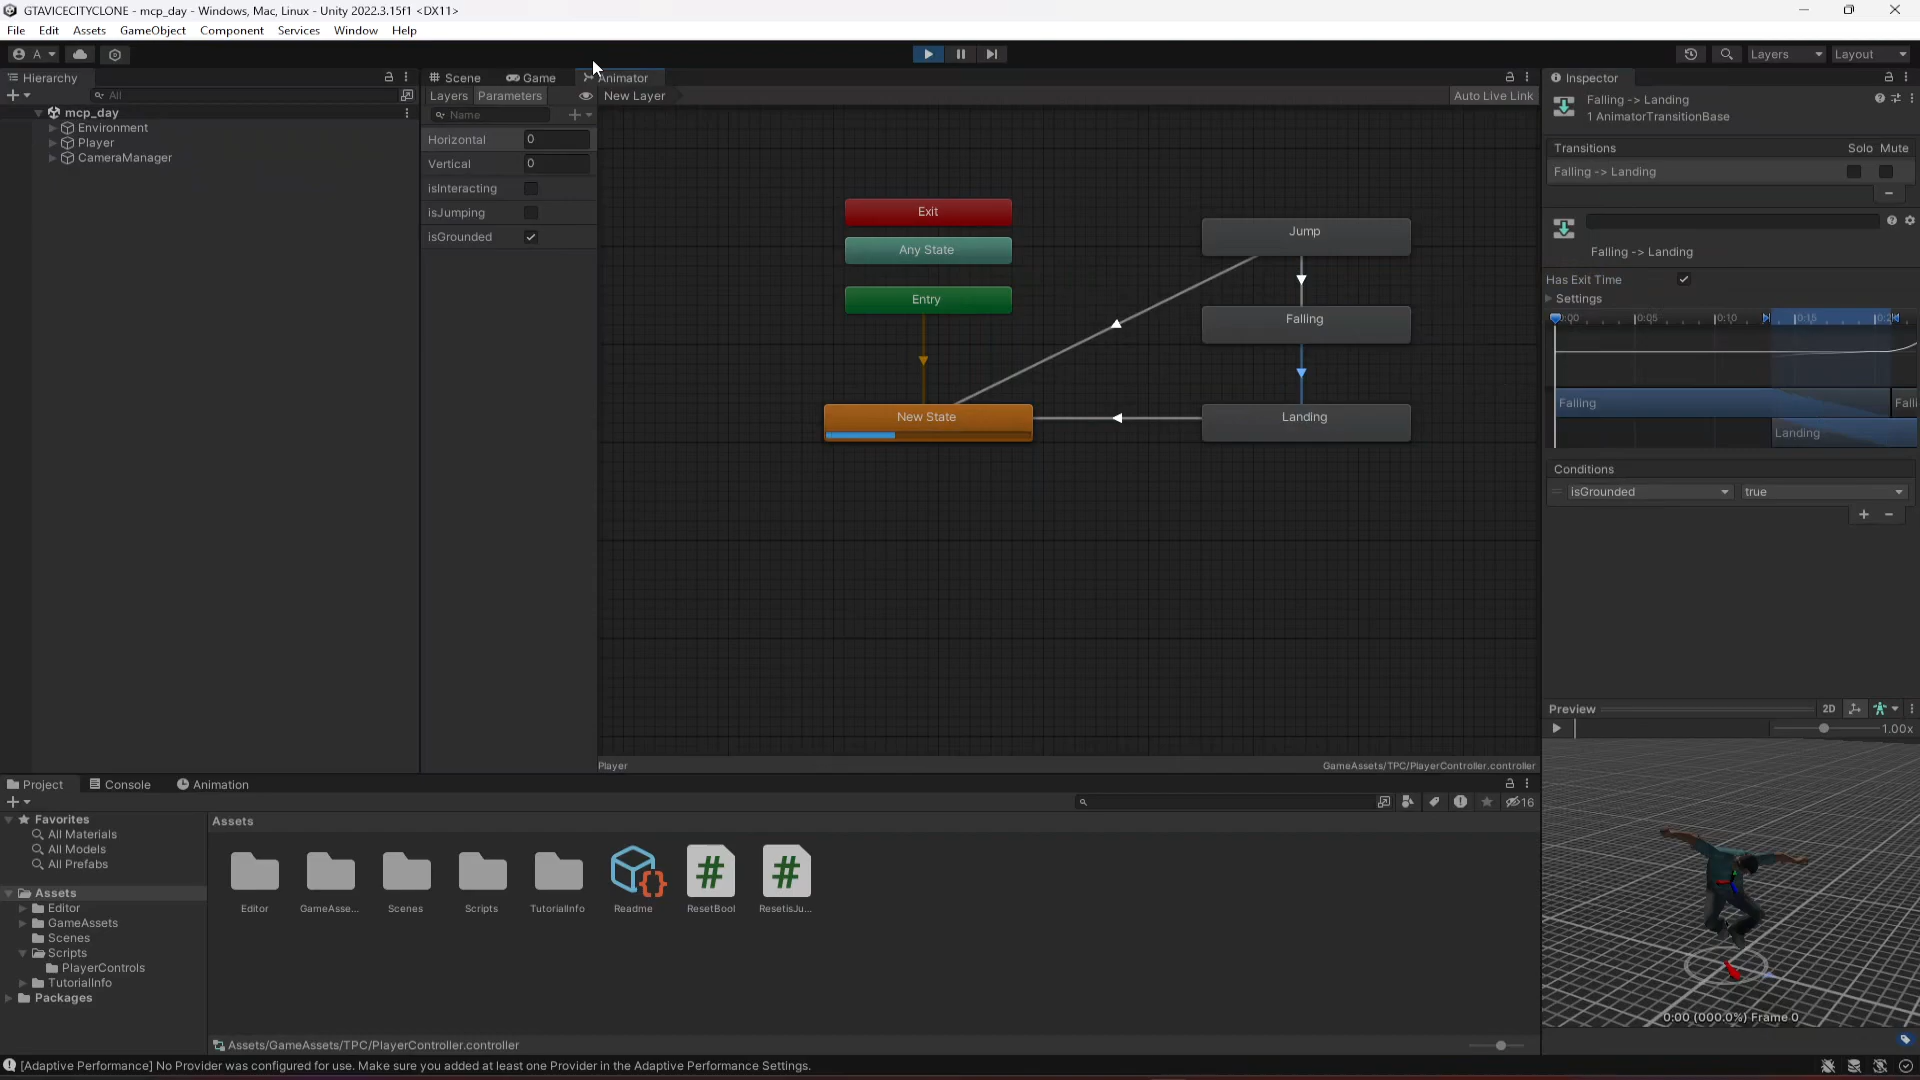 GTAVICECITYCLONE - mcp_day - Windows, Mac, Linux - Unity 2022.3.15f1 <DX11>
File Edit Assets GameObject Component Services Window Help
A Layers Layout
Hierarchy
All
mcp_day
Environment
Player
CameraManager
Scene Game Animator
Layers Parameters New Layer Auto Live Link
Name
Horizontal 0
Vertical 0
isInteracting
isJumping
isGrounded
Exit
Any State
Entry
New State
Jump
Falling
Landing
Player GameAssets/TPC/PlayerController.controller
Inspector
Falling -> Landing
1 AnimatorTransitionBase
Transitions Solo Mute
Falling -> Landing
Falling -> Landing
Has Exit Time
Settings
0:05 0:10 0:15
Falling
Landing
Conditions
isGrounded true
Preview 2D
1.00x
0:00 (000.0%) Frame 0
Project Console Animation
16
Favorites
All Materials
All Models
All Prefabs
Assets
Editor
GameAssets
Scenes
Scripts
PlayerControls
TutorialInfo
Packages
Assets
Editor GameAsse... Scenes Scripts TutorialInfo Readme ResetBool ResetisJu...
Assets/GameAssets/TPC/PlayerController.controller
[Adaptive Performance] No Provider was configured for use. Make sure you added at least one Provider in the Adaptive Performance Settings.